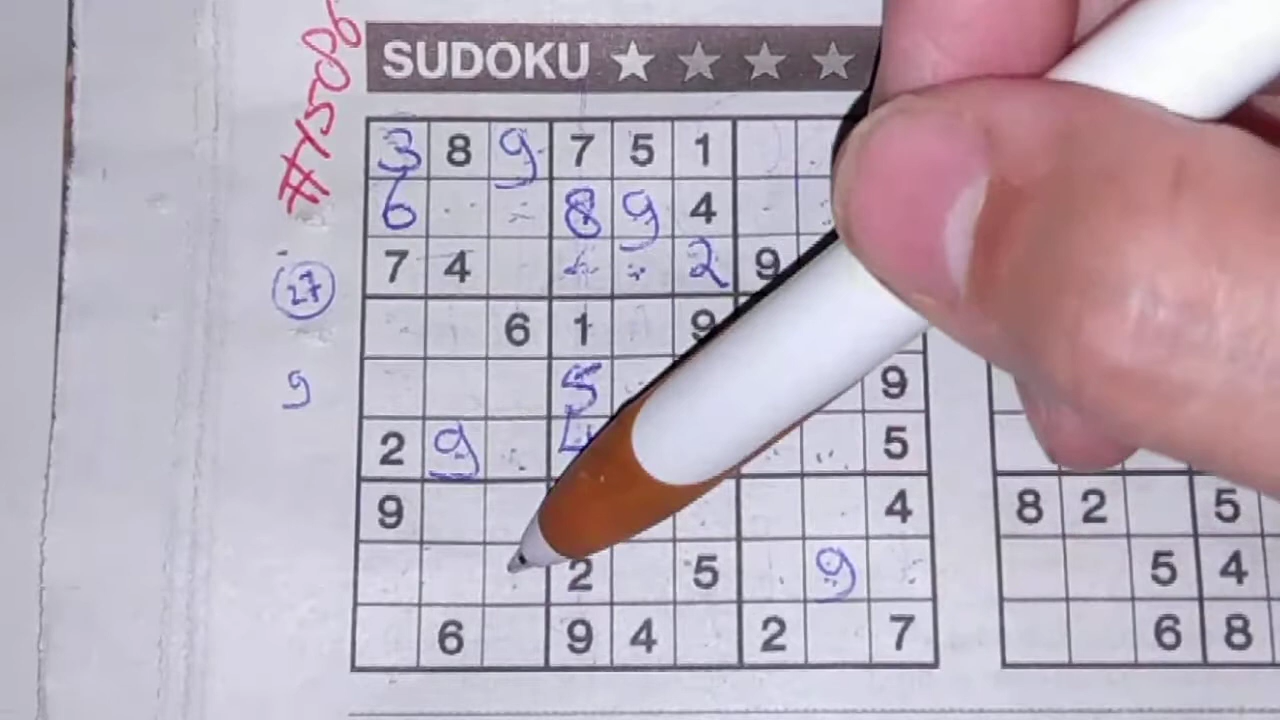 #75086
SUDOKU
3 8 9 7 5 1
6 8 9 4
7 4 2 9
27
6 1 9
9
5 9
2 9 4 5
9 4
8 2 5
2 5 9
5 4
6 9 4 2 7
6 8